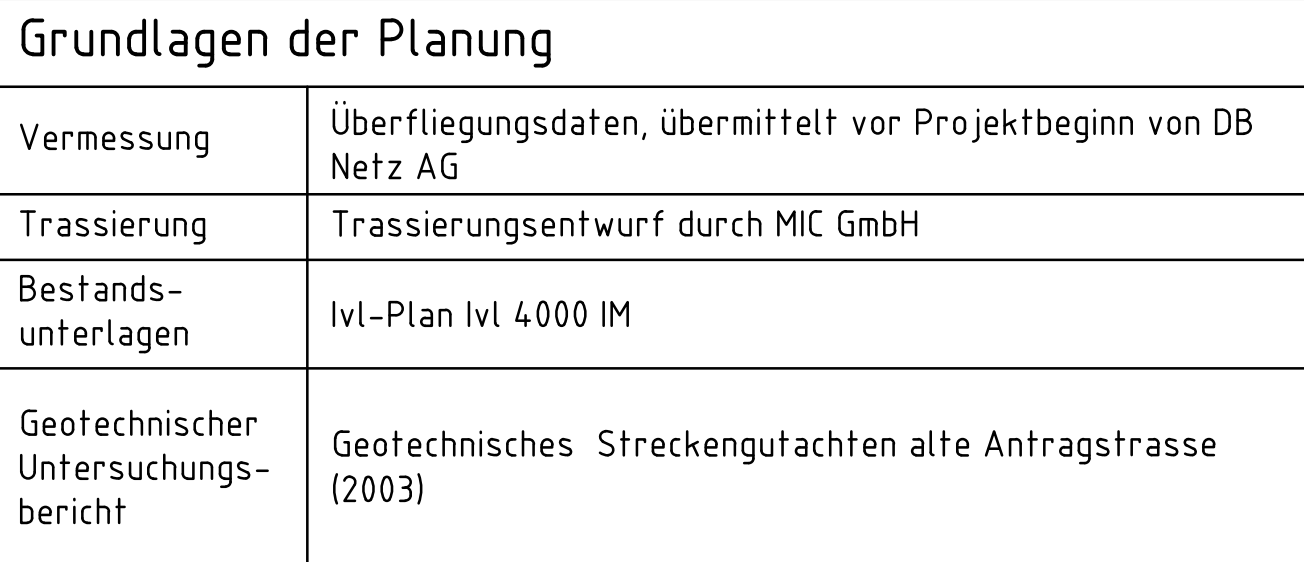 Grundlagen der Planung
Vermessung
Überfliegungsdaten, übermittelt vor Projektbeginn von DB
Netz AG
Trassierung
Trassierungsentwurf durch MIC GmbH
Bestands-
unterlagen
Ivl-Plan Ivl 4000 IM
Geotechnischer
Untersuchungs-
bericht
Geotechnisches Streckengutachten alte Antragstrasse
(2003)